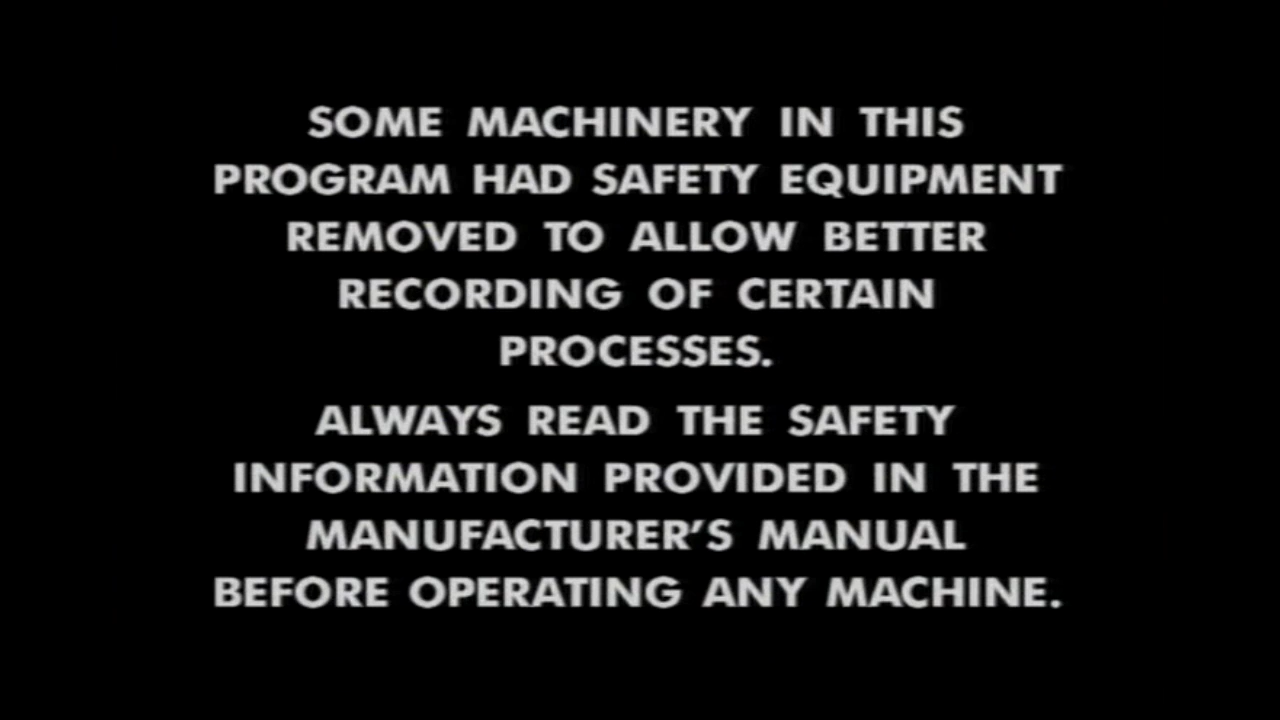 SOME MACHINERY IN THIS
PROGRAM HAD SAFETY EQUIPMENT
REMOVED TO ALLOW BETTER
RECORDING OF CERTAIN
PROCESSES.
ALWAYS READ THE SAFETY
INFORMATION PROVIDED IN THE
MANUFACTURER’S MANUAL
BEFORE OPERATING ANY MACHINE.